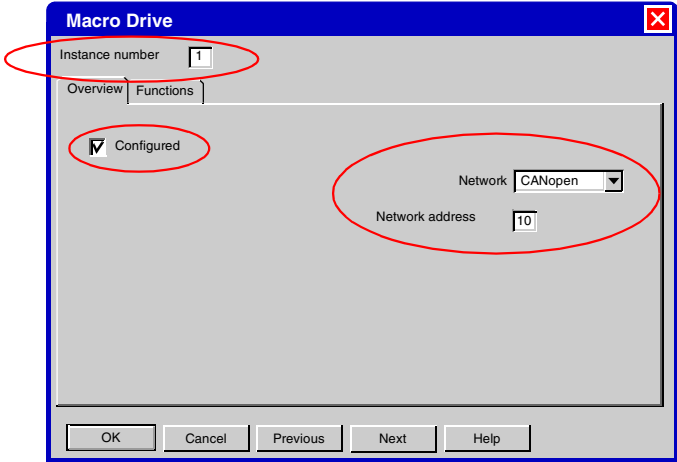 Macro Drive
Instance number 1
Overview Functions
Configured
Network CANopen
Network address 10
OK Cancel Previous Next Help